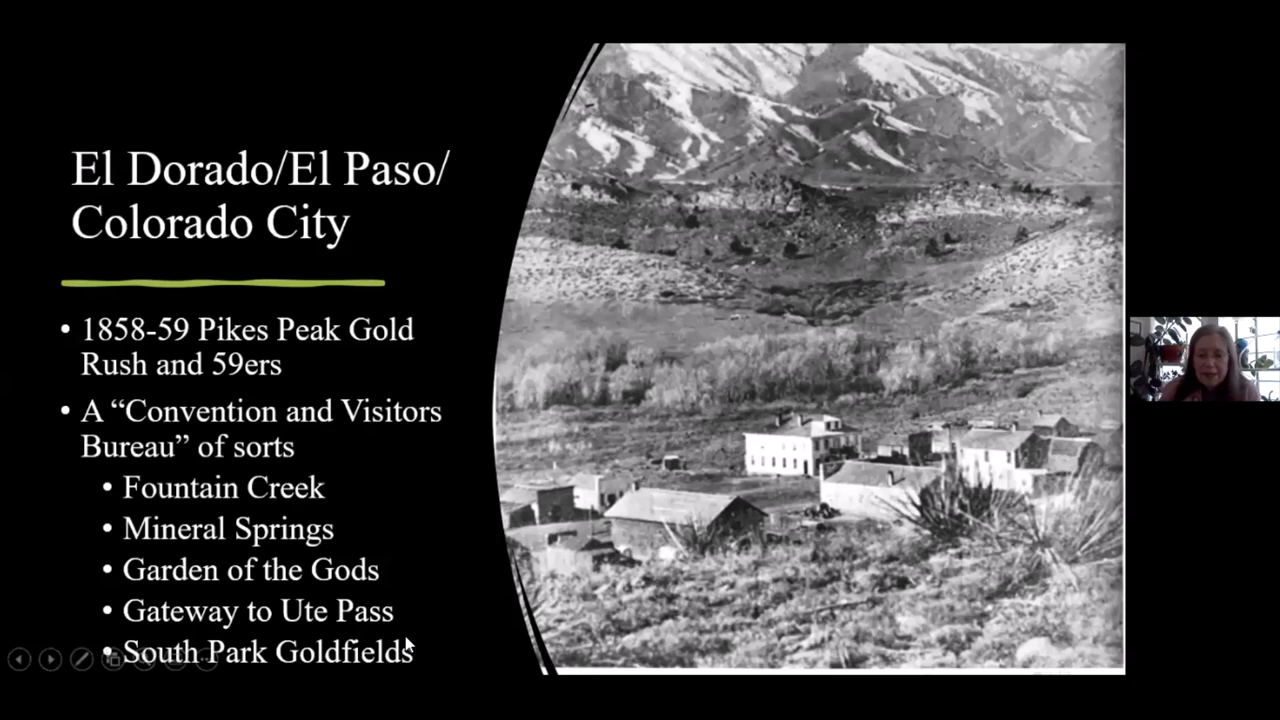 El Dorado/El Paso/
Colorado City
• 1858-59 Pikes Peak Gold
Rush and 59ers
• A “Convention and Visitors
Bureau” of sorts
• Fountain Creek
• Mineral Springs
• Garden of the Gods
• Gateway to Ute Pass
• South Park Goldfields